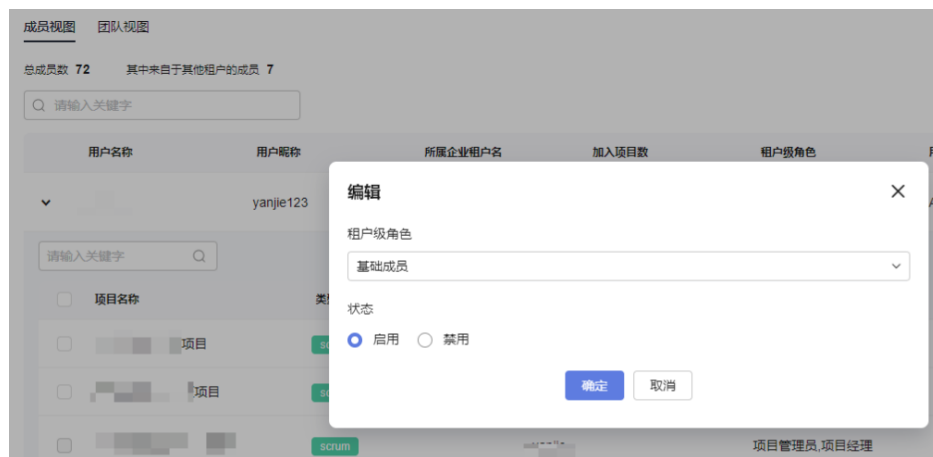 成员视图 团队视图
总成员数 72 其中来自于其他租户的成员 7
请输入关键字
用户名称 用户昵称 所属企业租户名 加入项目数 租户级角色
yanjie123
编辑
租户级角色
基础成员
状态
启用 禁用
确定 取消
请输入关键字
项目名称
项目
项目
scrum 项目管理员,项目经理